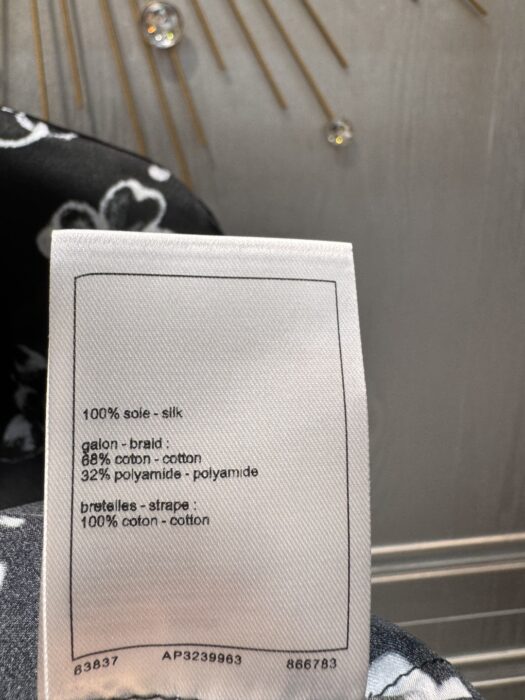 100% soie - silk
galon - braid :
68% coton - cotton
32% polyamide - polyamide
bretelles - strape :
100% coton - cotton
63837 AP3239963 866783